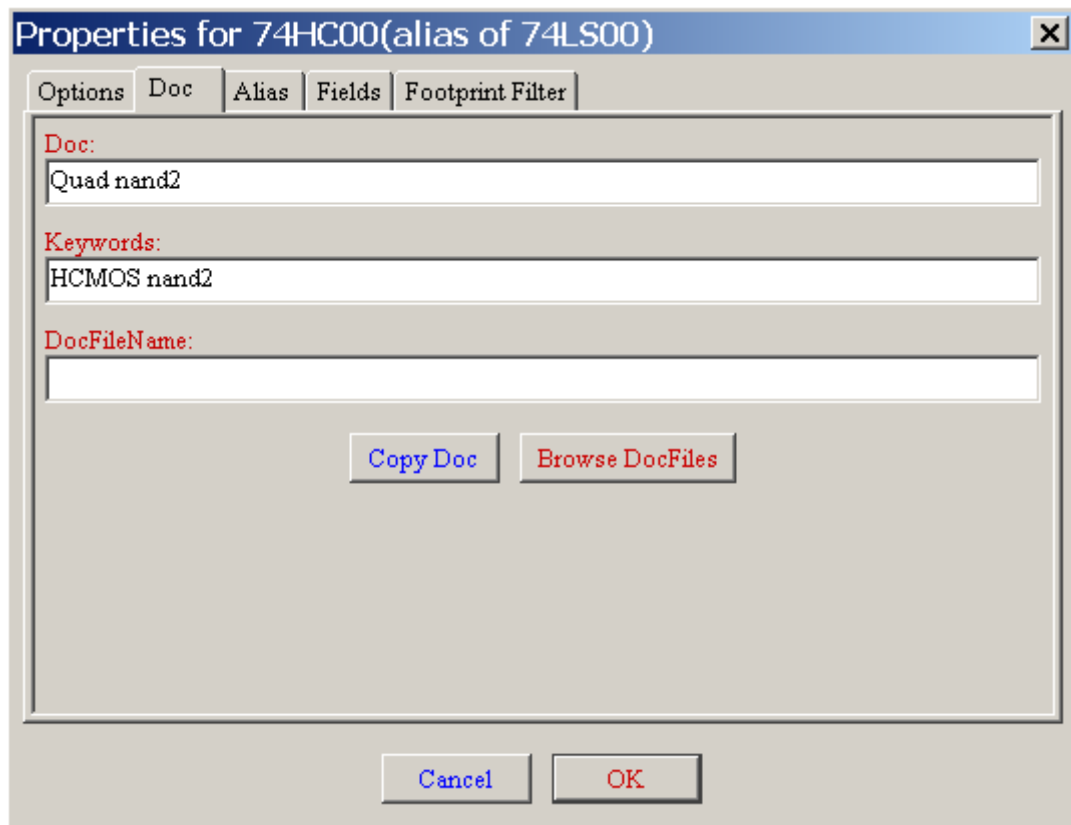 Properties for 74HC00(alias of 74LS00)
Options Doc Alias Fields Footprint Filter
Doc:
Quad nand2
Keywords:
HCMOS nand2
DocFileName:
Copy Doc Browse DocFiles
Cancel OK